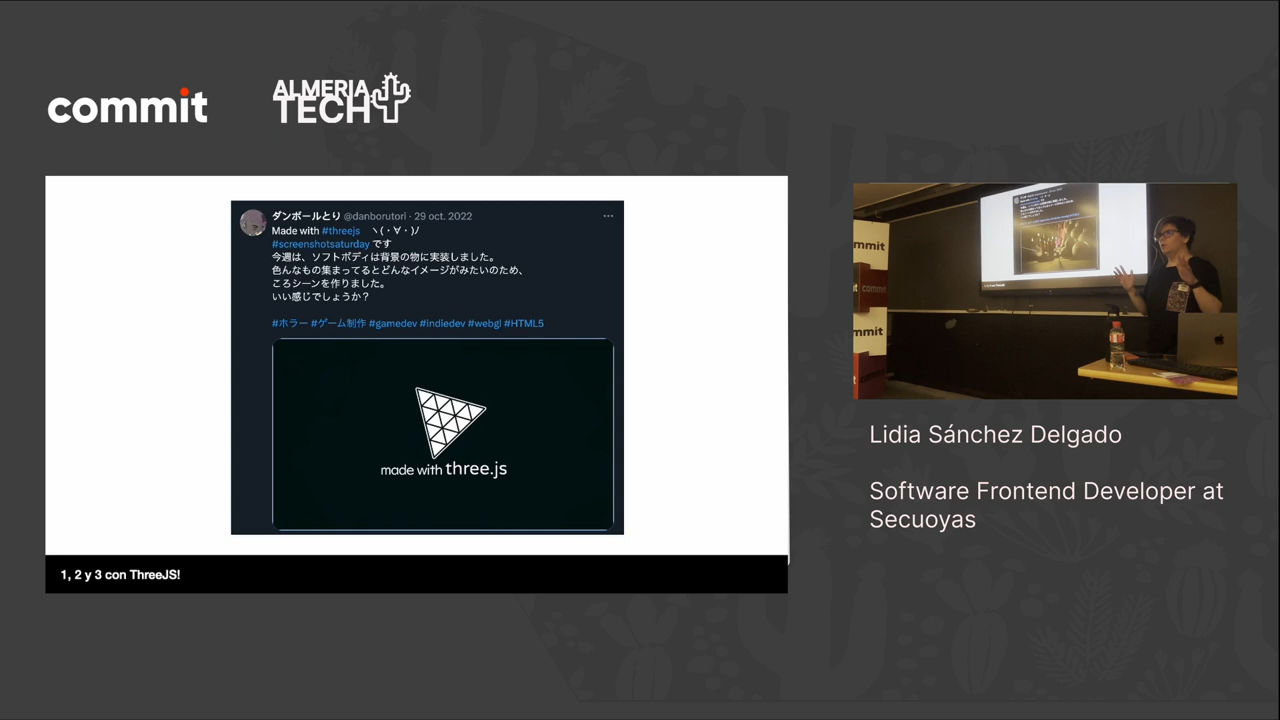 commit
ALMERIA
TECH
ダンボールとり @danborutori · 29 oct. 2022
Made with #threejs ヽ(・∀・)ﾉ
#screenshotsaturday です
今週は、ソフトボディは背景の物に実装しました。
色んなもの集まってるとどんなイメージがみたいのため、
ころシーンを作りました。
いい感じでしょうか？
#ホラー #ゲーム制作 #gamedev #indiedev #webgl #HTML5
made with three.js
1, 2 y 3 con ThreeJS!
mmit
commit
mmit
Lidia Sánchez Delgado
Software Frontend Developer at
Secuoyas